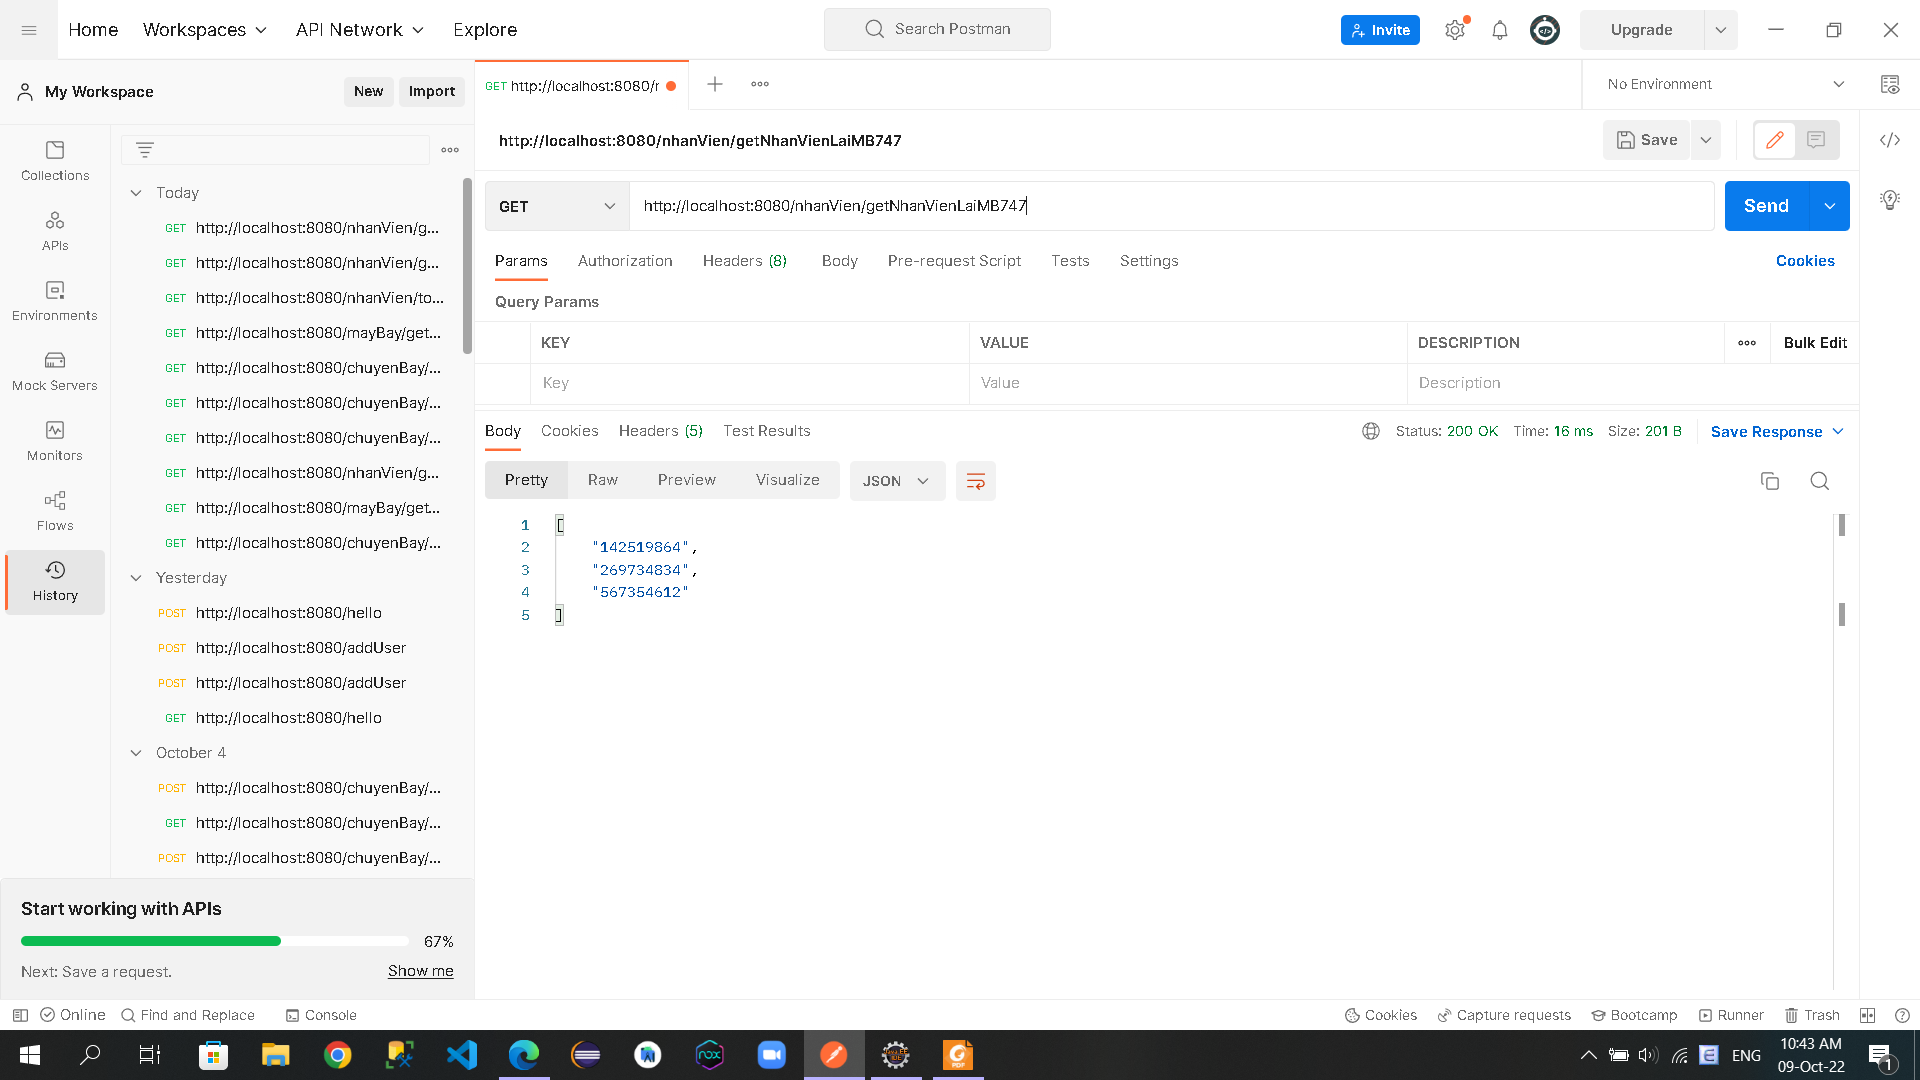 Home
Workspaces
API Network
Explore
Search Postman
Invite
Upgrade
My Workspace
New
Import
GET http://localhost:8080/r
No Environment
http://localhost:8080/nhanVien/getNhanVienLaiMB747
Save
GET
http://localhost:8080/nhanVien/getNhanVienLaiMB747
Send
Params
Authorization
Headers (8)
Body
Pre-request Script
Tests
Settings
Cookies
Query Params
KEY
VALUE
DESCRIPTION
Bulk Edit
Key
Value
Description
Body
Cookies
Headers (5)
Test Results
Status: 200 OK
Time: 16 ms
Size: 201 B
Save Response
Pretty
Raw
Preview
Visualize
JSON
1 [
2 "142519864",
3 "269734834",
4 "567354612"
5 ]
Collections
APIs
Environments
Mock Servers
Monitors
Flows
History
Today
GET http://localhost:8080/nhanVien/g...
GET http://localhost:8080/nhanVien/g...
GET http://localhost:8080/nhanVien/to...
GET http://localhost:8080/mayBay/get...
GET http://localhost:8080/chuyenBay/...
GET http://localhost:8080/chuyenBay/...
GET http://localhost:8080/chuyenBay/...
GET http://localhost:8080/nhanVien/g...
GET http://localhost:8080/mayBay/get...
GET http://localhost:8080/chuyenBay/...
Yesterday
POST http://localhost:8080/hello
POST http://localhost:8080/addUser
POST http://localhost:8080/addUser
GET http://localhost:8080/hello
October 4
POST http://localhost:8080/chuyenBay/...
GET http://localhost:8080/chuyenBay/...
POST http://localhost:8080/chuyenBay/...
Start working with APIs
67%
Next: Save a request.
Show me
Online
Find and Replace
Console
Cookies
Capture requests
Bootcamp
Runner
Trash
ENG
10:43 AM
09-Oct-22
1